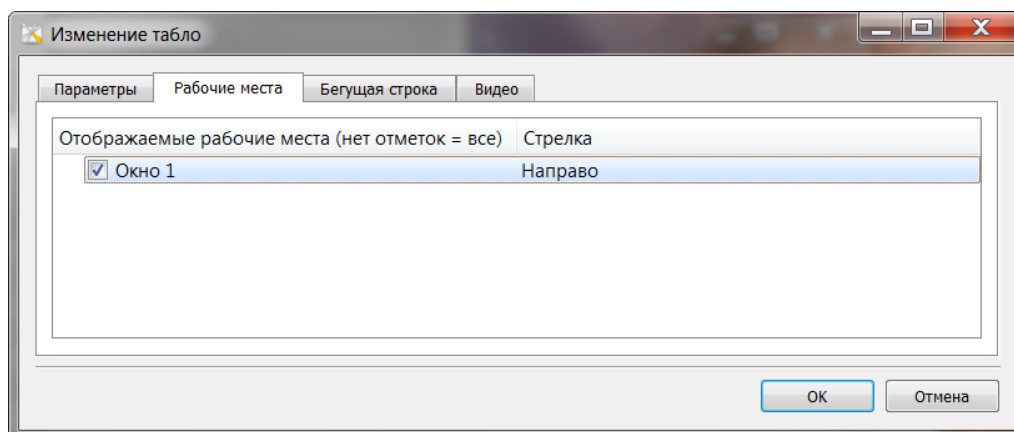 Изменение табло
Параметры Рабочие места Бегущая строка Видео
Отображаемые рабочие места (нет отметок = все) Стрелка
Окно 1 Направо
OK Отмена